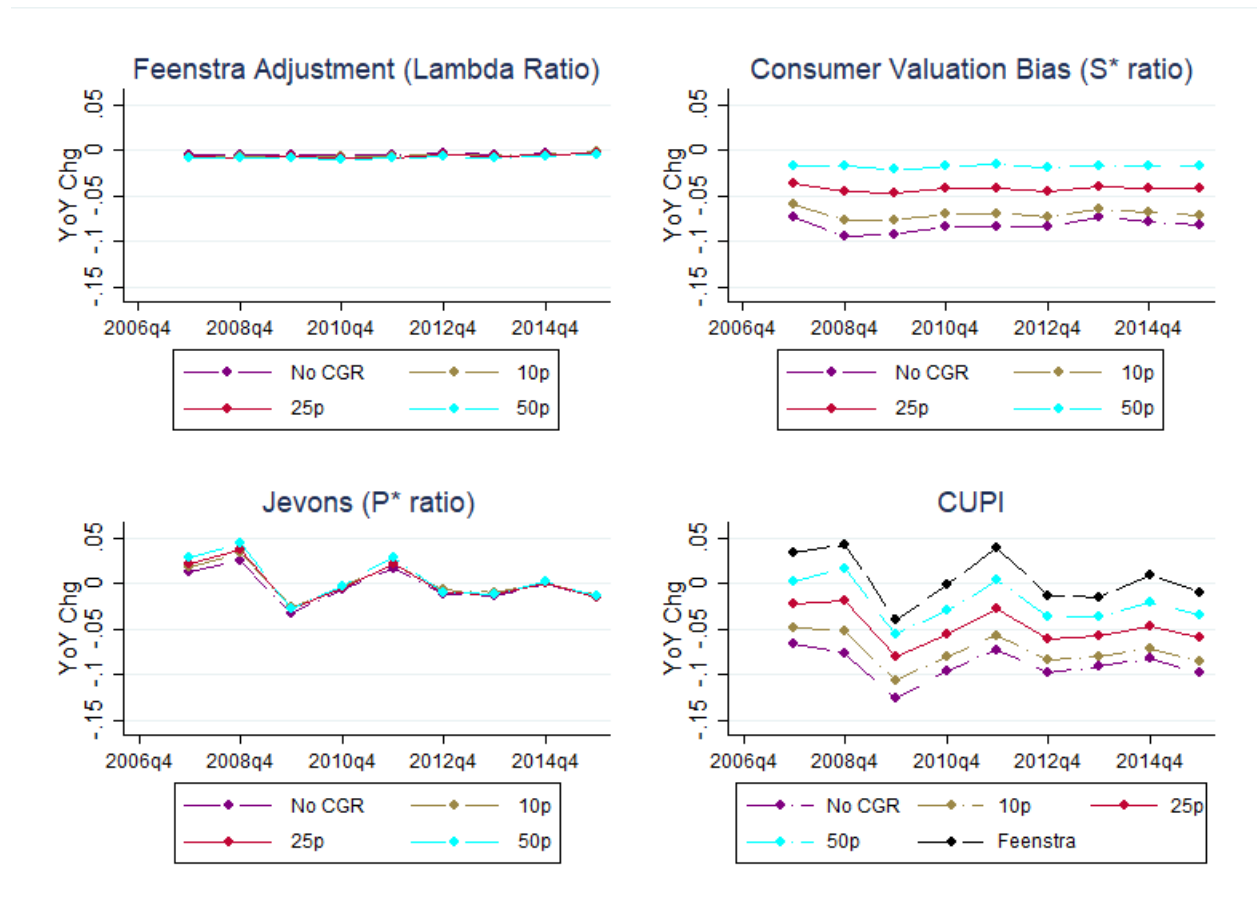 Feenstra Adjustment (Lambda Ratio)
YoY Chg
.05
0
-.05
-.1
-.15
2006q4 2008q4 2010q4 2012q4 2014q4
No CGR 10p
25p 50p
Consumer Valuation Bias (S* ratio)
YoY Chg
.05
0
-.05
-.1
-.15
2006q4 2008q4 2010q4 2012q4 2014q4
No CGR 10p
25p 50p
Jevons (P* ratio)
YoY Chg
.05
0
-.05
-.1
-.15
2006q4 2008q4 2010q4 2012q4 2014q4
No CGR 10p
25p 50p
CUPI
YoY Chg
.05
0
-.05
-.1
-.15
2006q4 2008q4 2010q4 2012q4 2014q4
No CGR 10p 25p
50p Feenstra